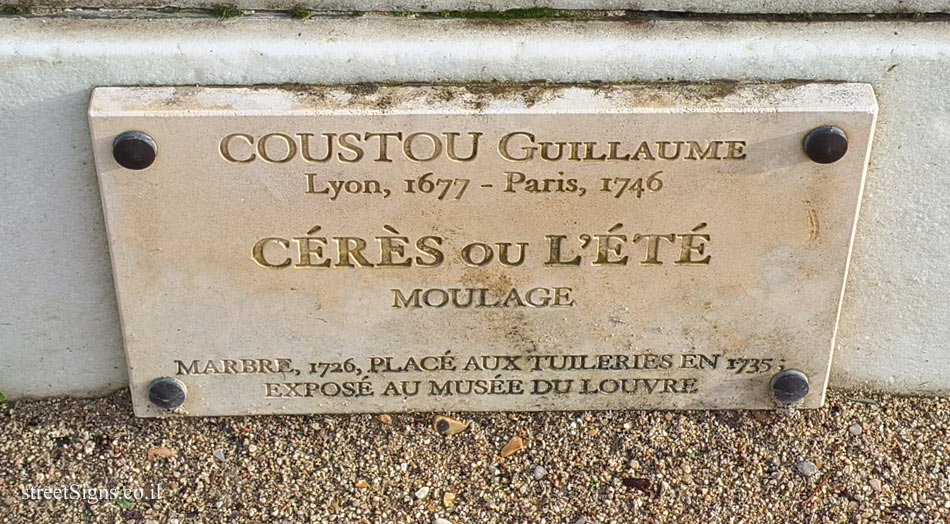 COUSTOU GUILLAUME
LYON, 1677 - PARIS, 1746
CÉRÈS OU L'ÉTÉ
MOULAGE
MARBRE, 1726, PLACÉ AUX TUILERIES EN 1735 ;
EXPOSÉ AU MUSÉE DU LOUVRE
streetSigns.co.il